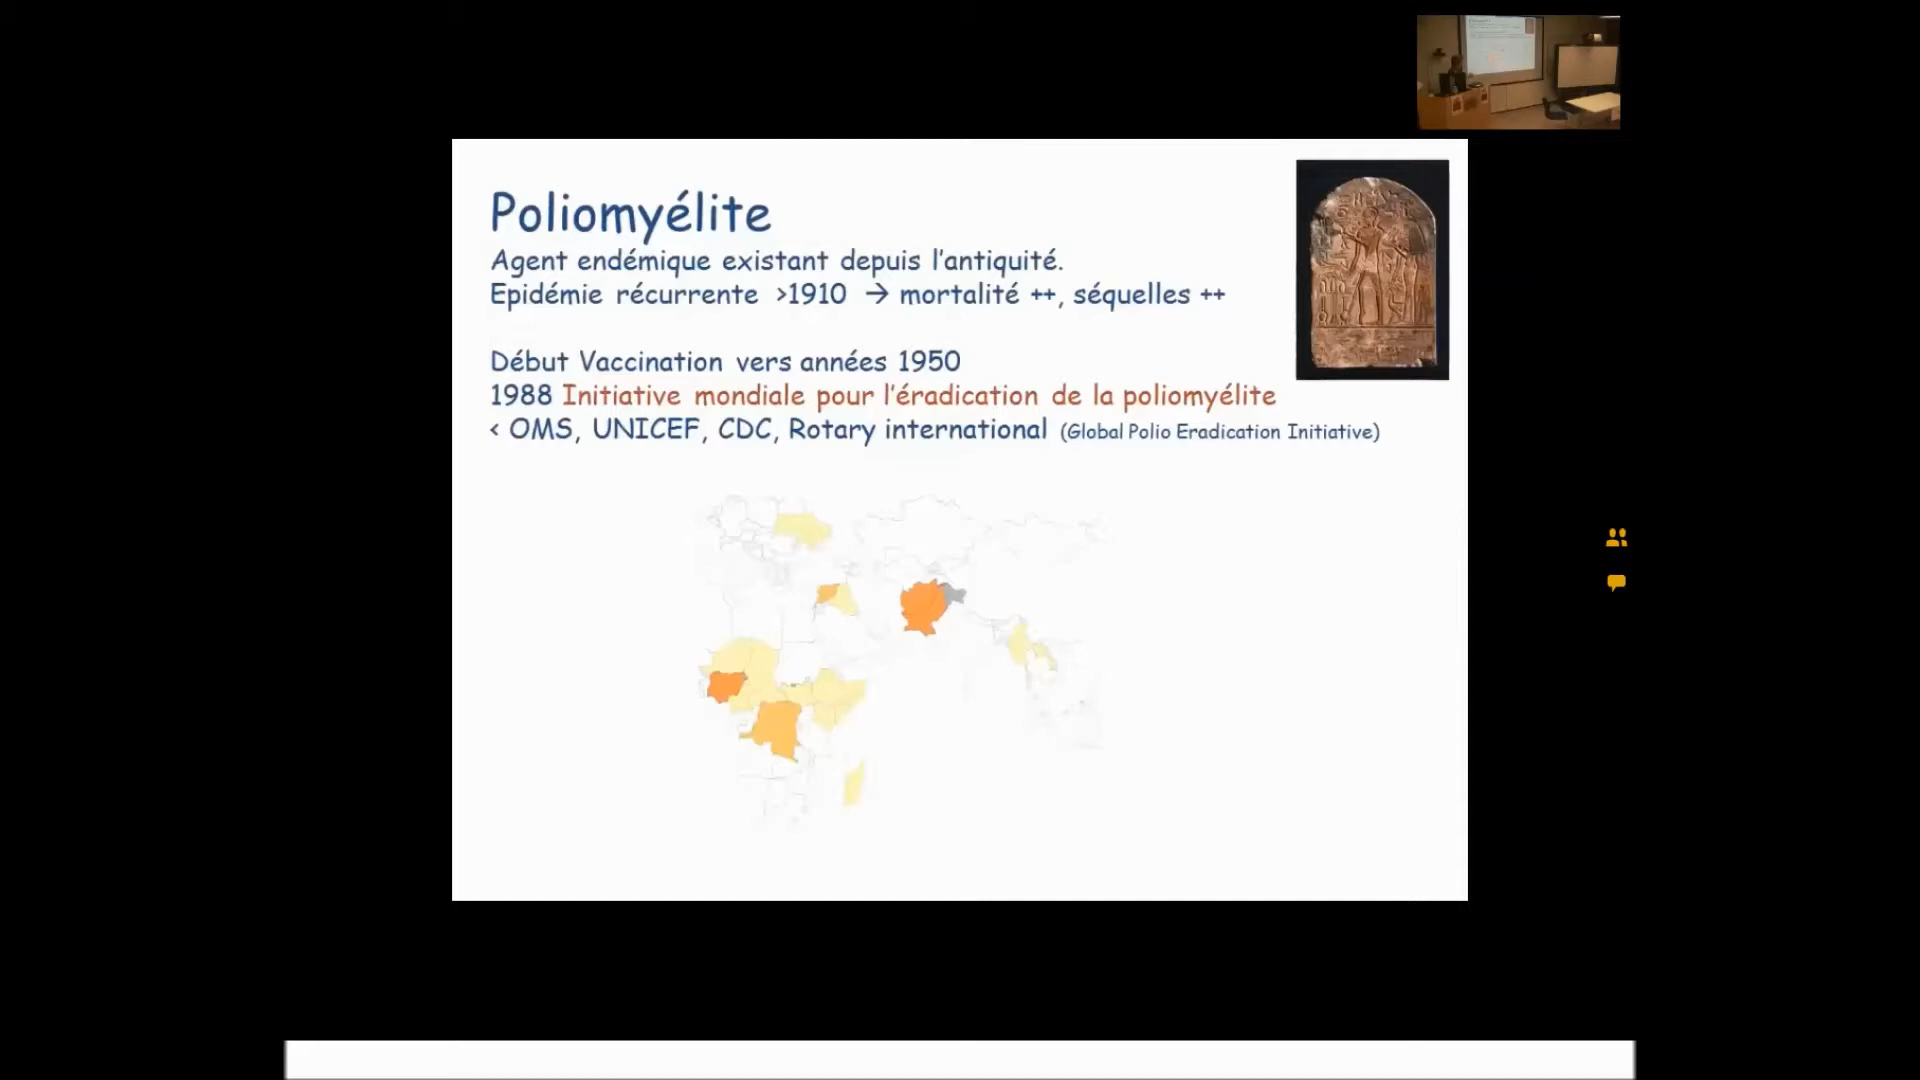 Poliomyélite
Agent endémique existant depuis l'antiquité.
Epidémie récurrente >1910 → mortalité ++, séquelles ++
Début Vaccination vers années 1950
1988 Initiative mondiale pour l'éradication de la poliomyélite
< OMS, UNICEF, CDC, Rotary international (Global Polio Eradication Initiative)